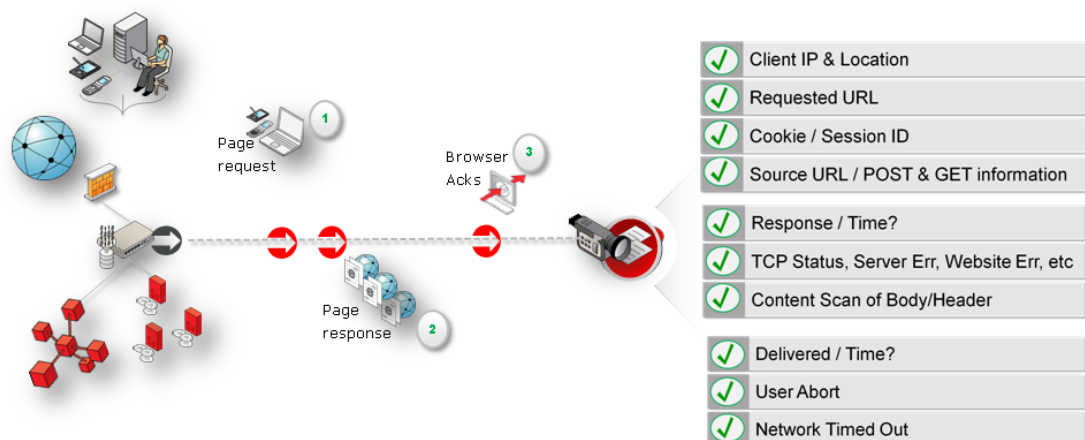 1
Page
request
3
Browser
Acks
Page
response
2
Client IP & Location
Requested URL
Cookie / Session ID
Source URL / POST & GET information
Response / Time?
TCP Status, Server Err, Website Err, etc
Content Scan of Body/Header
Delivered / Time?
User Abort
Network Timed Out